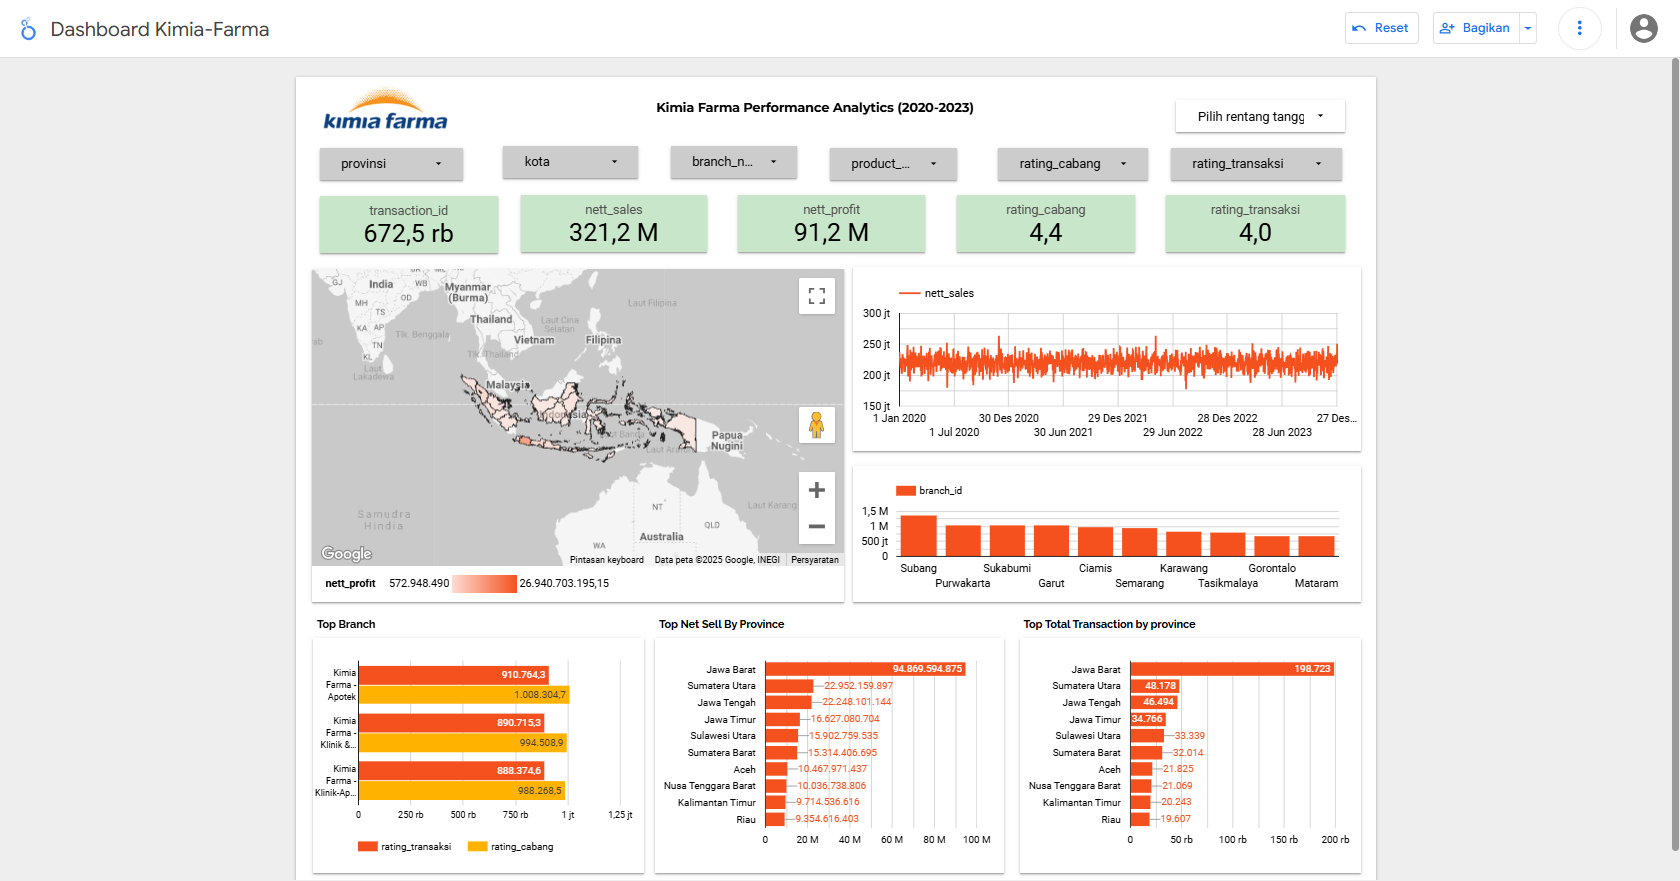 Dashboard Kimia-Farma
Reset
Bagikan
kimia farma
Kimia Farma Performance Analytics (2020-2023)
Pilih rentang tangg
provinsi
kota
branch_n...
product_...
rating_cabang
rating_transaksi
transaction_id
672,5 rb
nett_sales
321,2 M
nett_profit
91,2 M
rating_cabang
4,4
rating_transaksi
4,0
GJ
India
WB
Myanmar
(Burma)
MH
OD
TS
KA
AP
TN
KL
Tlk. Benggala
Laut
Lakadewa
Thailand
Laut Cina
Selatan
Vietnam
Tlk. Thailand
Laut Filipina
Filipina
Malaysia
Indonesia
Laut Banda
Laut Arafura
Papua
Nugini
Samudra
Hindia
NT
QLD
WA
Australia
Laut Karang
Google
Pintasan keyboard
Data peta ©2025 Google, INEGI
Persyaratan
nett_profit
572.948.490
26.940.703.195,15
nett_sales
300 jt
250 jt
200 jt
150 jt
1 Jan 2020
30 Des 2020
29 Des 2021
28 Des 2022
27 Des...
1 Jul 2020
30 Jun 2021
29 Jun 2022
28 Jun 2023
branch_id
1,5 M
1 M
500 jt
0
Subang
Sukabumi
Ciamis
Karawang
Gorontalo
Purwakarta
Garut
Semarang
Tasikmalaya
Mataram
Top Branch
Kimia
Farma -
Apotek
910.764,3
1.008.304,7
Kimia
Farma -
Klinik &...
890.715,3
994.508,9
Kimia
Farma -
Klinik-Ap...
888.374,6
988.268,5
0
250 rb
500 rb
750 rb
1 jt
1,25 jt
rating_transaksi
rating_cabang
Top Net Sell By Province
Jawa Barat
94.869.594.875
Sumatera Utara
22.952.159.897
Jawa Tengah
22.248.101.144
Jawa Timur
16.627.080.704
Sulawesi Utara
15.902.759.535
Sumatera Barat
15.314.406.695
Aceh
10.467.971.437
Nusa Tenggara Barat
10.036.738.806
Kalimantan Timur
9.714.536.616
Riau
9.354.616.403
0
20 M
40 M
60 M
80 M
100 M
Top Total Transaction by province
Jawa Barat
198.723
Sumatera Utara
48.178
Jawa Tengah
46.494
Jawa Timur
34.766
Sulawesi Utara
33.339
Sumatera Barat
32.014
Aceh
21.825
Nusa Tenggara Barat
21.069
Kalimantan Timur
20.243
Riau
19.607
0
50 rb
100 rb
150 rb
200 rb